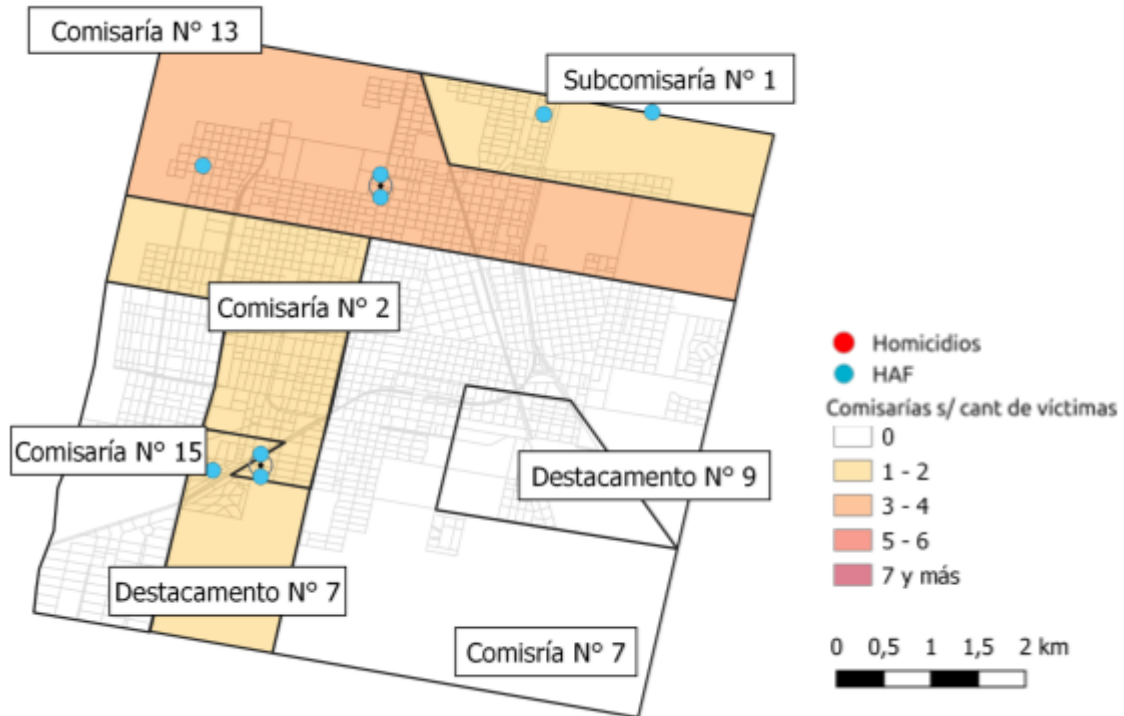 Comisaría N° 13
Subcomisaría N° 1
Comisaría N° 2
Comisaría N° 15
Destacamento N° 9
Destacamento N° 7
Comisría N° 7
Homicidios
HAF
Comisarías s/ cant de víctimas
0
1 - 2
3 - 4
5 - 6
7 y más
0 0,5 1 1,5 2 km